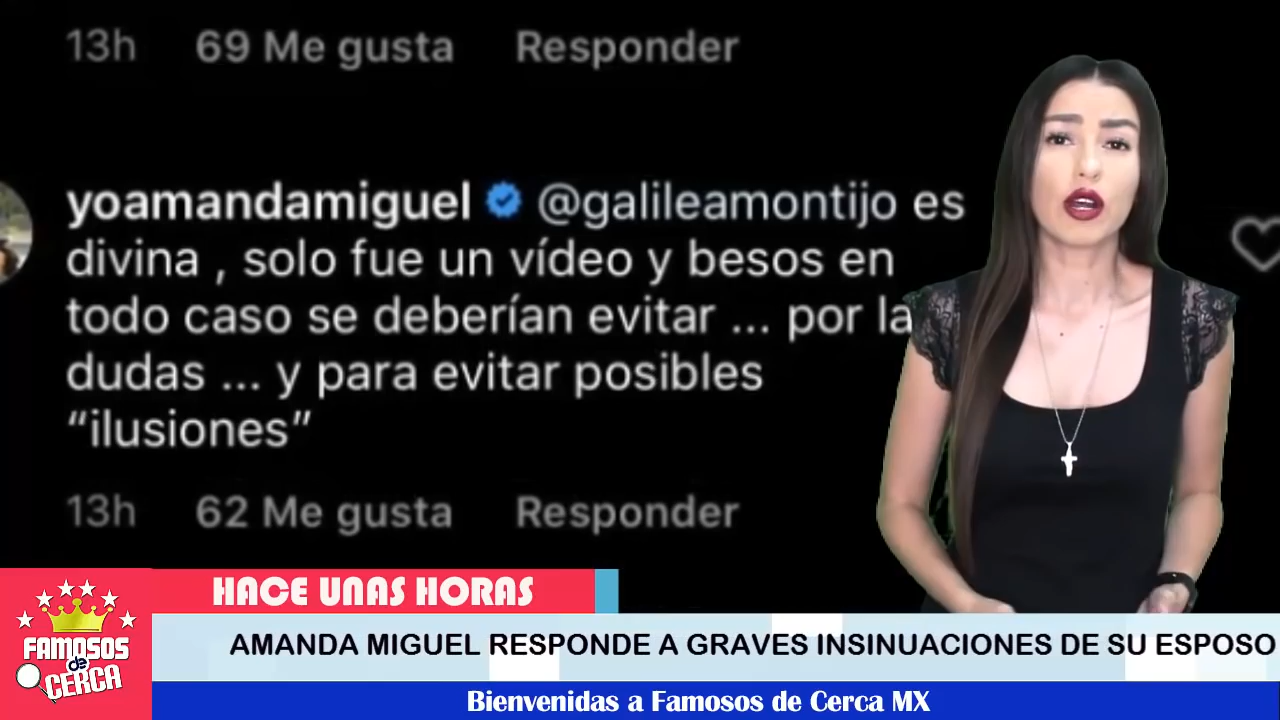 13h 69 Me gusta Responder
yoamandamiguel @galileamontijo es
divina , solo fue un vídeo y besos en
todo caso se deberían evitar ... por la
dudas ... y para evitar posibles
“ilusiones”
13h 62 Me gusta Responder
HACE UNAS HORAS
AMANDA MIGUEL RESPONDE A GRAVES INSINUACIONES DE SU ESPOSO
FAMOSOS
de
CERCA
Bienvenidas a Famosos de Cerca MX